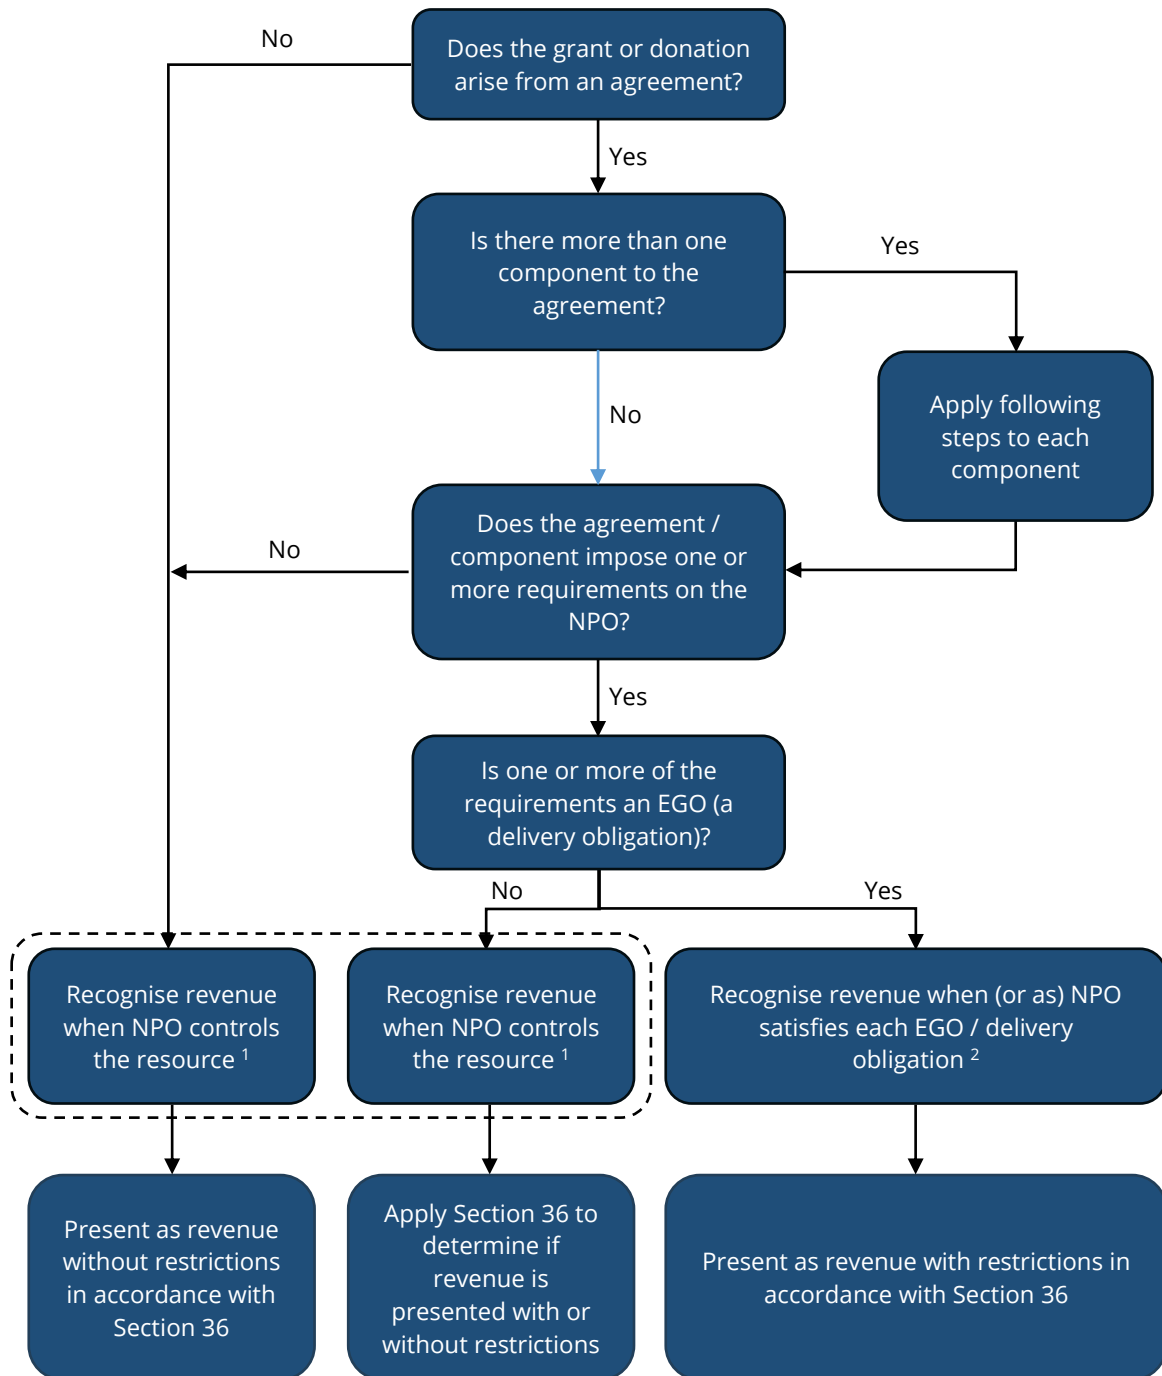 No
Does the grant or donation
arise from an agreement?
Yes
Is there more than one
component to the
agreement?
Yes
No
Apply following
steps to each
component
Does the agreement /
component impose one or
more requirements on the
NPO?
No
Yes
Is one or more of the
requirements an EGO (a
delivery obligation)?
No
Yes
Recognise revenue
when NPO controls
the resource 1
Recognise revenue
when NPO controls
the resource 1
Recognise revenue when (or as) NPO
satisfies each EGO / delivery
obligation 2
Present as revenue
without restrictions
in accordance with
Section 36
Apply Section 36 to
determine if
revenue is
presented with or
without restrictions
Present as revenue with restrictions in
accordance with Section 36